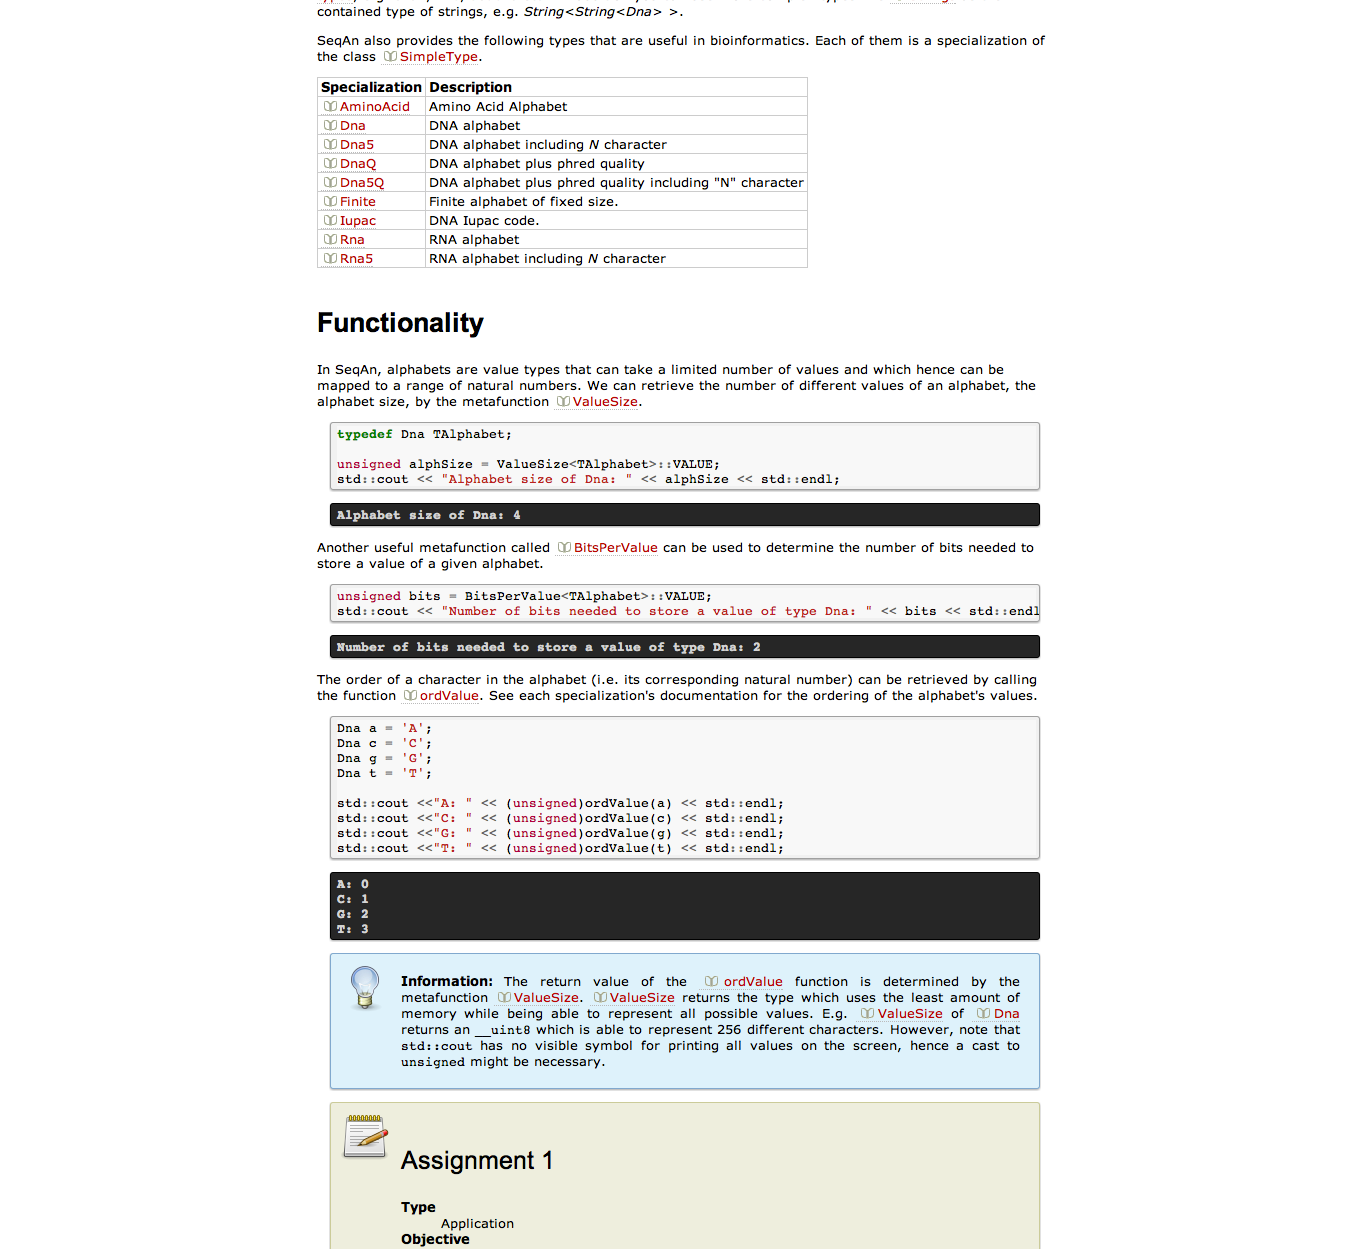 contained type of strings, e.g. String<String<Dna> >.
SeqAn also provides the following types that are useful in bioinformatics. Each of them is a specialization of
the class SimpleType.
Specialization Description
AminoAcid Amino Acid Alphabet
Dna DNA alphabet
Dna5 DNA alphabet including N character
DnaQ DNA alphabet plus phred quality
Dna5Q DNA alphabet plus phred quality including "N" character
Finite Finite alphabet of fixed size.
Iupac DNA Iupac code.
Rna RNA alphabet
Rna5 RNA alphabet including N character
Functionality
In SeqAn, alphabets are value types that can take a limited number of values and which hence can be
mapped to a range of natural numbers. We can retrieve the number of different values of an alphabet, the
alphabet size, by the metafunction ValueSize.
typedef Dna TAlphabet;
unsigned alphSize = ValueSize<TAlphabet>::VALUE;
std::cout << "Alphabet size of Dna: " << alphSize << std::endl;
Alphabet size of Dna: 4
Another useful metafunction called BitsPerValue can be used to determine the number of bits needed to
store a value of a given alphabet.
unsigned bits = BitsPerValue<TAlphabet>::VALUE;
std::cout << "Number of bits needed to store a value of type Dna: " << bits << std::endl
Number of bits needed to store a value of type Dna: 2
The order of a character in the alphabet (i.e. its corresponding natural number) can be retrieved by calling
the function ordValue. See each specialization's documentation for the ordering of the alphabet's values.
Dna a = 'A';
Dna c = 'C';
Dna g = 'G';
Dna t = 'T';
std::cout <<"A: " << (unsigned)ordValue(a) << std::endl;
std::cout <<"C: " << (unsigned)ordValue(c) << std::endl;
std::cout <<"G: " << (unsigned)ordValue(g) << std::endl;
std::cout <<"T: " << (unsigned)ordValue(t) << std::endl;
A: 0
C: 1
G: 2
T: 3
Information: The return value of the ordValue function is determined by the
metafunction ValueSize. ValueSize returns the type which uses the least amount of
memory while being able to represent all possible values. E.g. ValueSize of Dna
returns an __uint8 which is able to represent 256 different characters. However, note that
std::cout has no visible symbol for printing all values on the screen, hence a cast to
unsigned might be necessary.
Assignment 1
Type
Application
Objective